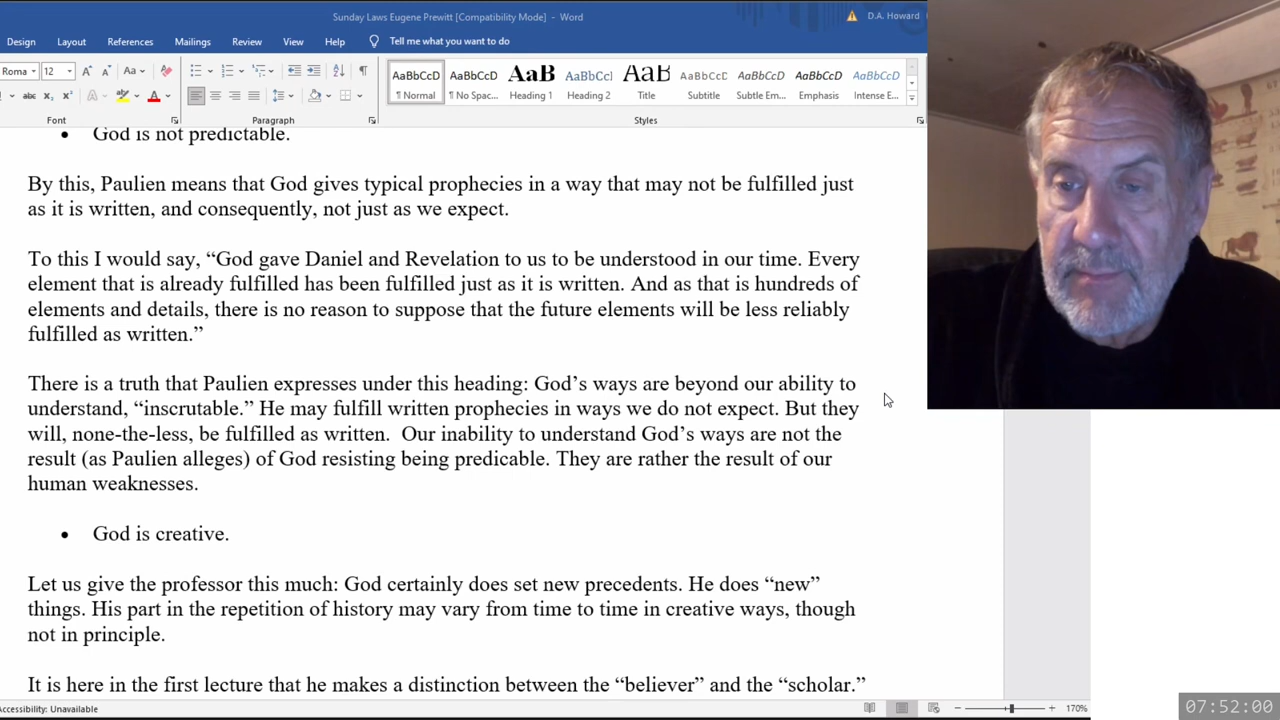 Sunday Laws Eugene Prewitt [Compatibility Mode] - Word
D.A. Howard
Design Layout References Mailings Review View Help Tell me what you want to do
Roma 12 A A Aa
AaBbCcD AaBbCcD AaB AaBbCcI AaB AaBbCcD AaBbCcD AaBbCcD AaBbCcD
¶ Normal ¶ No Spac... Heading 1 Heading 2 Title Subtitle Subtle Em... Emphasis Intense E...
abc x₂ x² A ab A
Font Paragraph Styles
• God is not predictable.
By this, Paulien means that God gives typical prophecies in a way that may not be fulfilled just
as it is written, and consequently, not just as we expect.
To this I would say, “God gave Daniel and Revelation to us to be understood in our time. Every
element that is already fulfilled has been fulfilled just as it is written. And as that is hundreds of
elements and details, there is no reason to suppose that the future elements will be less reliably
fulfilled as written.”
There is a truth that Paulien expresses under this heading: God’s ways are beyond our ability to
understand, “inscrutable.” He may fulfill written prophecies in ways we do not expect. But they
will, none-the-less, be fulfilled as written. Our inability to understand God’s ways are not the
result (as Paulien alleges) of God resisting being predicable. They are rather the result of our
human weaknesses.
• God is creative.
Let us give the professor this much: God certainly does set new precedents. He does “new”
things. His part in the repetition of history may vary from time to time in creative ways, though
not in principle.
It is here in the first lecture that he makes a distinction between the “believer” and the “scholar.”
Accessibility: Unavailable
170%
07:52:00